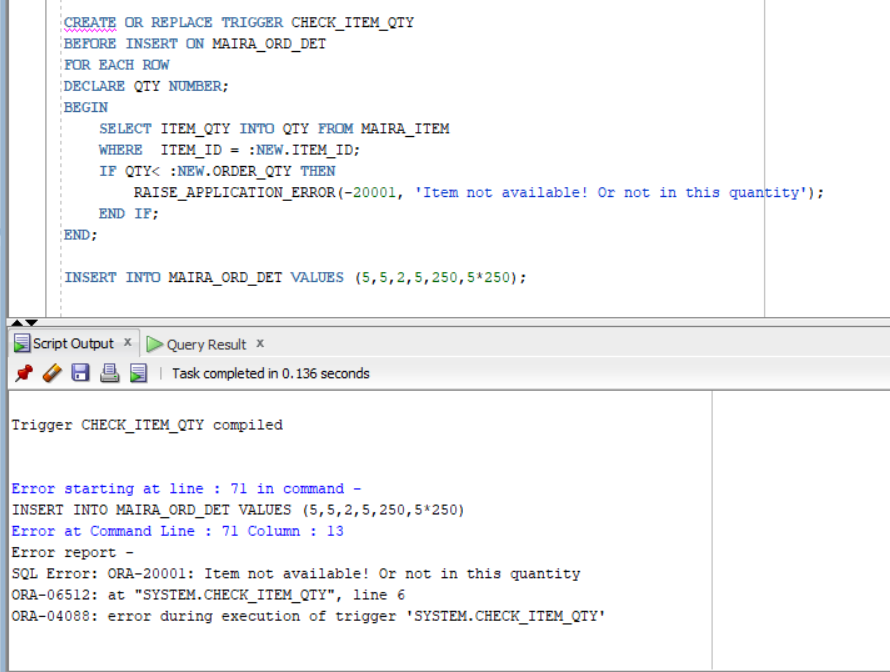 CREATE OR REPLACE TRIGGER CHECK_ITEM_QTY
BEFORE INSERT ON MAIRA_ORD_DET
FOR EACH ROW
DECLARE QTY NUMBER;
BEGIN
    SELECT ITEM_QTY INTO QTY FROM MAIRA_ITEM
    WHERE  ITEM_ID = :NEW.ITEM_ID;
    IF QTY< :NEW.ORDER_QTY THEN
        RAISE_APPLICATION_ERROR(-20001, 'Item not available! Or not in this quantity');
    END IF;
END;
INSERT INTO MAIRA_ORD_DET VALUES (5,5,2,5,250,5*250);
Script Output x Query Result x
Task completed in 0.136 seconds
Trigger CHECK_ITEM_QTY compiled
Error starting at line : 71 in command -
INSERT INTO MAIRA_ORD_DET VALUES (5,5,2,5,250,5*250)
Error at Command Line : 71 Column : 13
Error report -
SQL Error: ORA-20001: Item not available! Or not in this quantity
ORA-06512: at "SYSTEM.CHECK_ITEM_QTY", line 6
ORA-04088: error during execution of trigger 'SYSTEM.CHECK_ITEM_QTY'